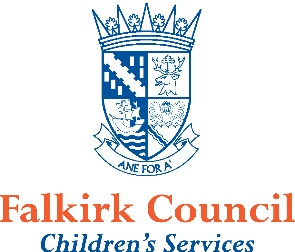 ANE FOR A'
Falkirk Council
Children's Services